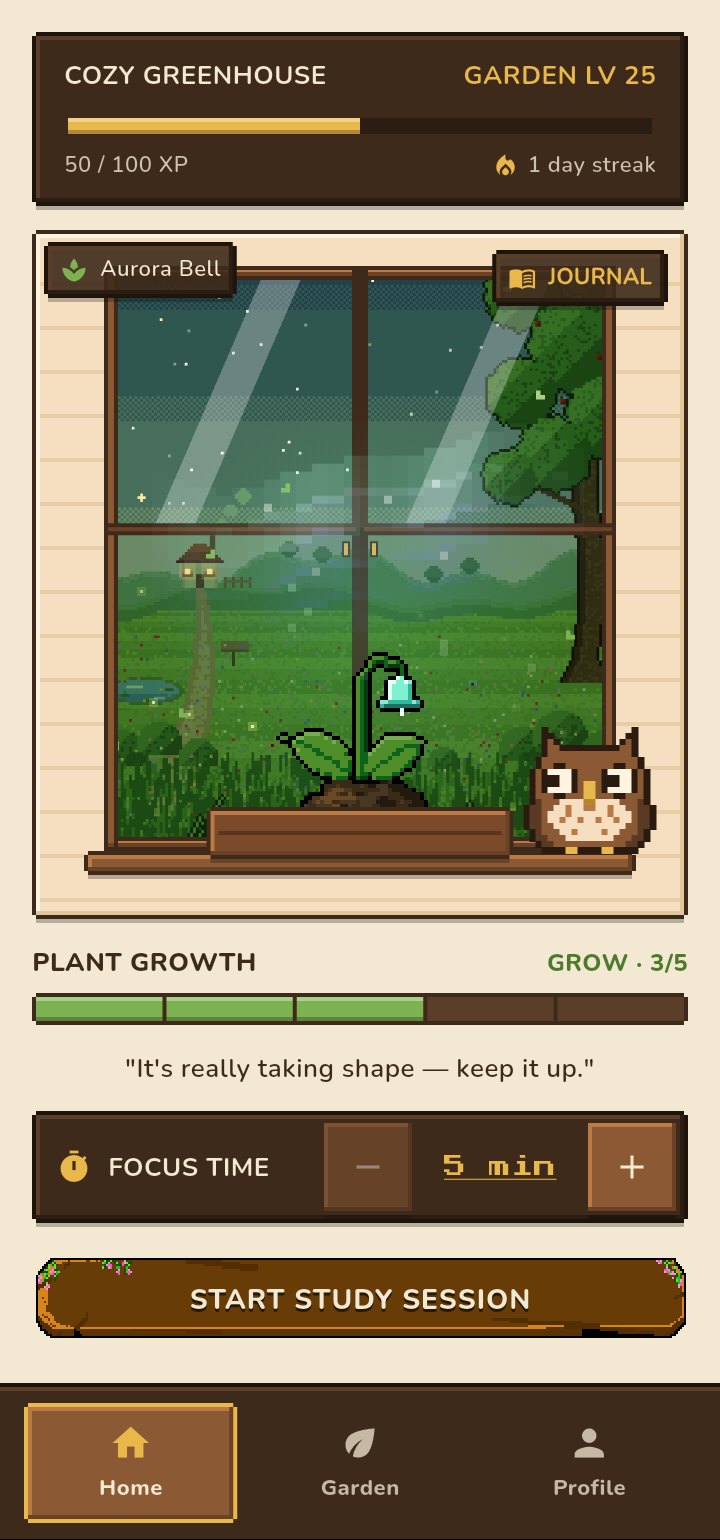 COZY GREENHOUSE
GARDEN LV 25
50 / 100 XP
1 day streak
Aurora Bell
JOURNAL
PLANT GROWTH
GROW · 3/5
"It's really taking shape — keep it up."
FOCUS TIME
− 5 min +
START STUDY SESSION
Home
Garden
Profile